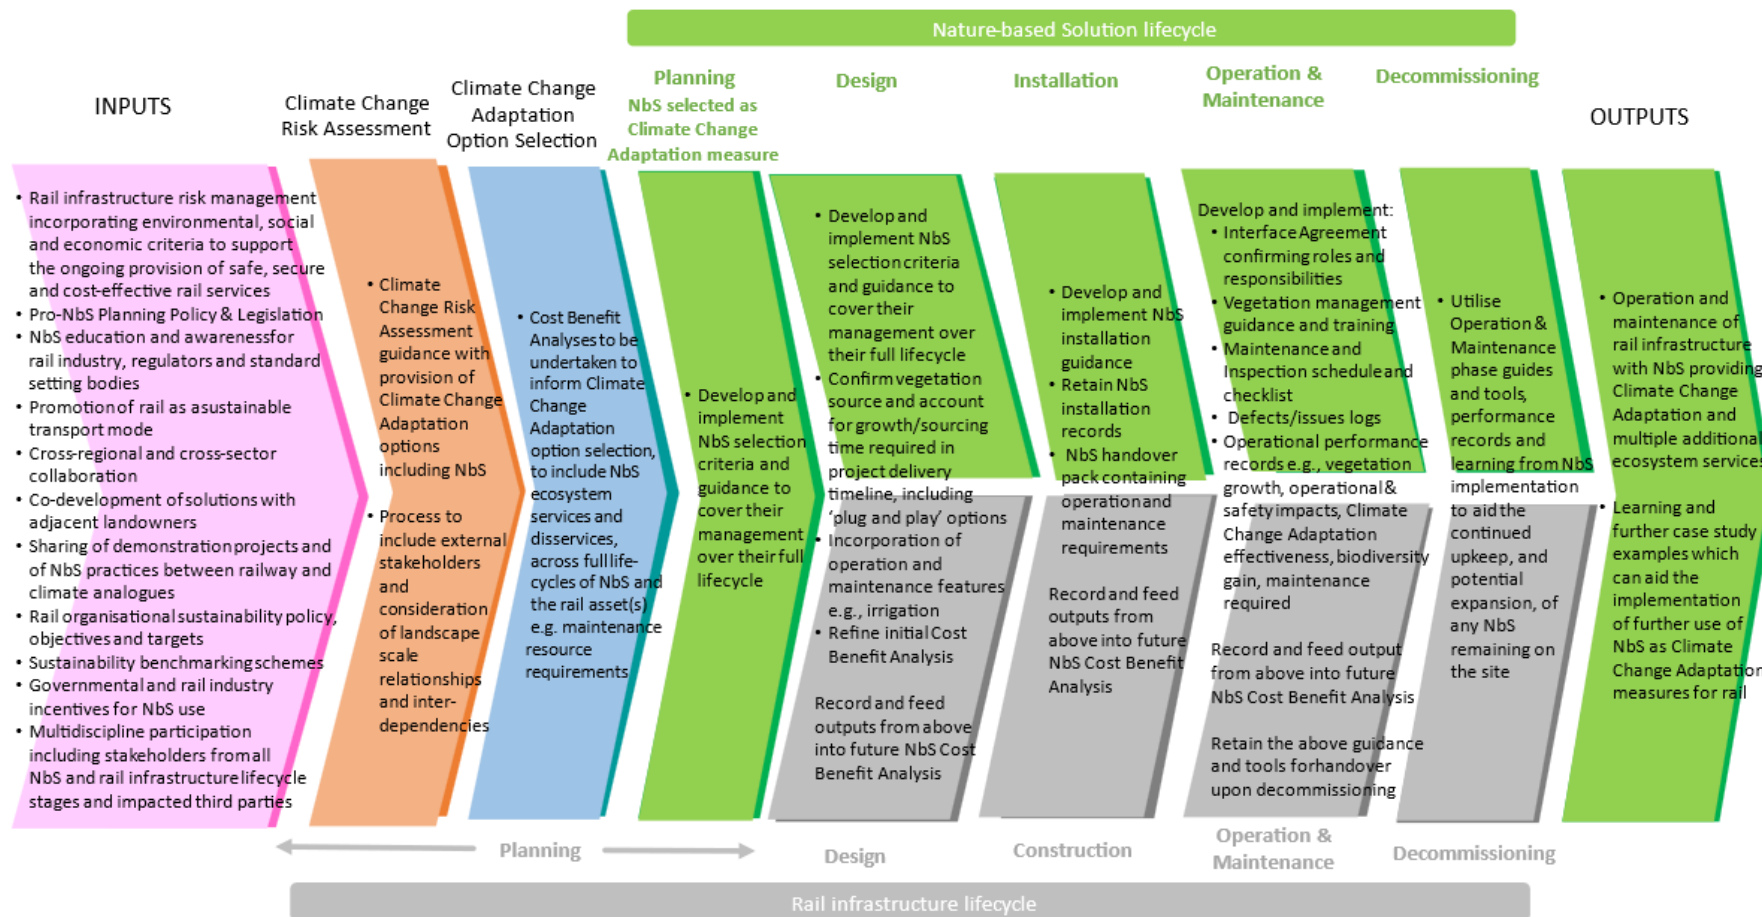 Nature-based Solution lifecycle
INPUTS
Climate Change
Risk Assessment
Climate Change
Adaptation
Option Selection
Planning
NbS selected as
Climate Change
Adaptation measure
Design
Installation
Operation &
Maintenance
Decommissioning
OUTPUTS
• Rail infrastructure risk management
incorporating environmental, social
and economic criteria to support
the ongoing provision of safe, secure
and cost-effective rail services
• Pro-NbS Planning Policy & Legislation
• NbS education and awarenessfor
rail industry, regulators and standard
setting bodies
• Promotion of rail as asustainable
transport mode
• Cross-regional and cross-sector
collaboration
• Co-development of solutions with
adjacent landowners
• Sharing of demonstration projects and
of NbS practices between railway and
climate analogues
• Rail organisational sustainability policy,
objectives and targets
• Sustainability benchmarking schemes
• Governmental and rail industry
incentives for NbS use
• Multidiscipline participation
including stakeholders from all
NbS and rail infrastructure lifecycle
stages and impacted third parties
• Climate
Change Risk
Assessment
guidance with
provision of
Climate Change
Adaptation
options
including NbS
• Process to
include external
stakeholders
and
consideration
of landscape
scale
relationships
and inter-
dependencies
• Cost Benefit
Analyses to be
undertaken to
inform Climate
Change
Adaptation
option selection,
to include NbS
ecosystem
services and
disservices,
across full life-
cycles of NbS and
the rail asset(s)
e.g. maintenance
resource
requirements
• Develop and
implement
NbS selection
criteria and
guidance to
cover their
management
over their full
lifecycle
• Develop and
implement NbS
selection criteria
and guidance to
cover their
management over
their full lifecycle
• Confirm vegetation
source and account
for growth/sourcing
time required in
project delivery
timeline, including
'plug and play' options
• Incorporation of
operation and
maintenance features
e.g., irrigation
• Refine initial Cost
Benefit Analysis
Record and feed
outputs from above
into future NbS Cost
Benefit Analysis
• Develop and
implement NbS
installation
guidance
• Retain NbS
installation
records
• NbS handover
pack containing
operation and
maintenance
requirements
Record and feed
outputs from
above into future
NbS Cost Benefit
Analysis
Develop and implement:
• Interface Agreement
confirming roles and
responsibilities
• Vegetation management
guidance and training
• Maintenance and
Inspection schedule and
checklist
• Defects/issues logs
• Operational performance
records e.g., vegetation
growth, operational &
safety impacts, Climate
Change Adaptation
effectiveness, biodiversity
gain, maintenance
required
Record and feed output
from above into future
NbS Cost Benefit Analysis
Retain the above guidance
and tools forhandover
upon decommissioning
• Utilise
Operation &
Maintenance
phase guides
and tools,
performance
records and
learning from NbS
implementation
to aid the
continued
upkeep, and
potential
expansion, of
any NbS
remaining on
the site
• Operation and
maintenance of
rail infrastructure
with NbS providing
Climate Change
Adaptation and
multiple additional
ecosystem services
• Learning and
further case study
examples which
can aid the
implementation
of further use of
NbS as Climate
Change Adaptation
measures for rail
Planning
Design
Construction
Operation &
Maintenance
Decommissioning
Rail infrastructure lifecycle